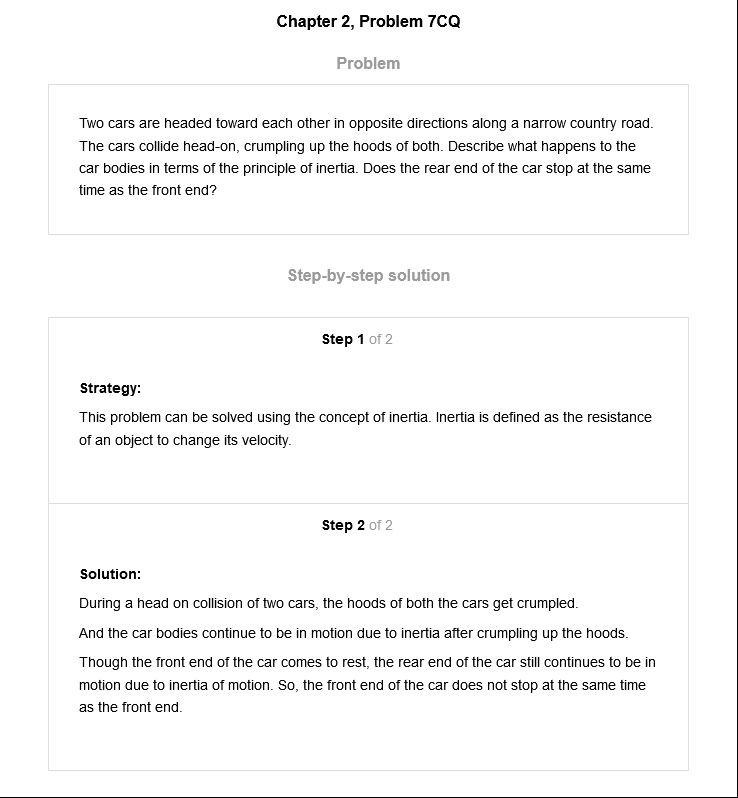 Chapter 2, Problem 7CQ
Problem
Two cars are headed toward each other in opposite directions along a narrow country road.
The cars collide head-on, crumpling up the hoods of both. Describe what happens to the
car bodies in terms of the principle of inertia. Does the rear end of the car stop at the same
time as the front end?
Step-by-step solution
Step 1 of 2
Strategy:
This problem can be solved using the concept of inertia. Inertia is defined as the resistance
of an object to change its velocity.
Step 2 of 2
Solution:
During a head on collision of two cars, the hoods of both the cars get crumpled.
And the car bodies continue to be in motion due to inertia after crumpling up the hoods.
Though the front end of the car comes to rest, the rear end of the car still continues to be in
motion due to inertia of motion. So, the front end of the car does not stop at the same time
as the front end.